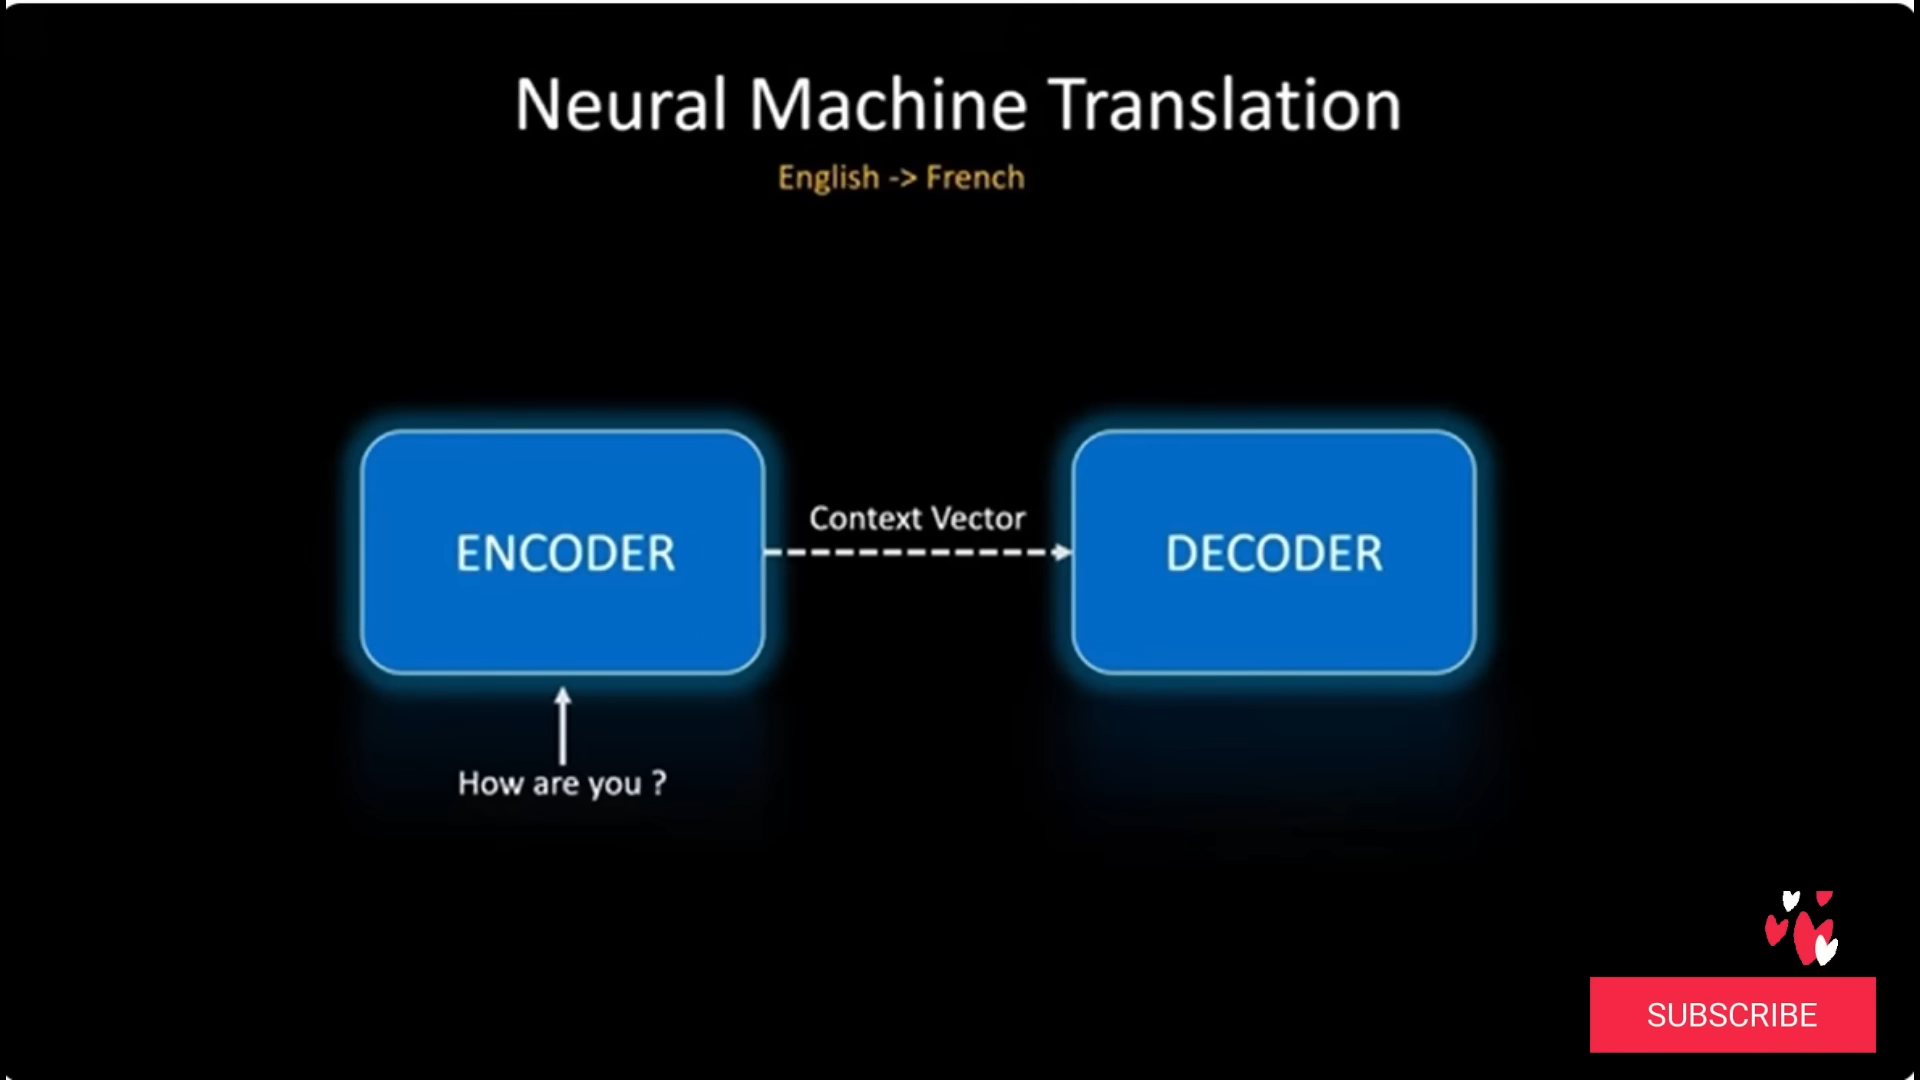 Neural Machine Translation
English -> French
ENCODER
Context Vector
DECODER
How are you ?
SUBSCRIBE